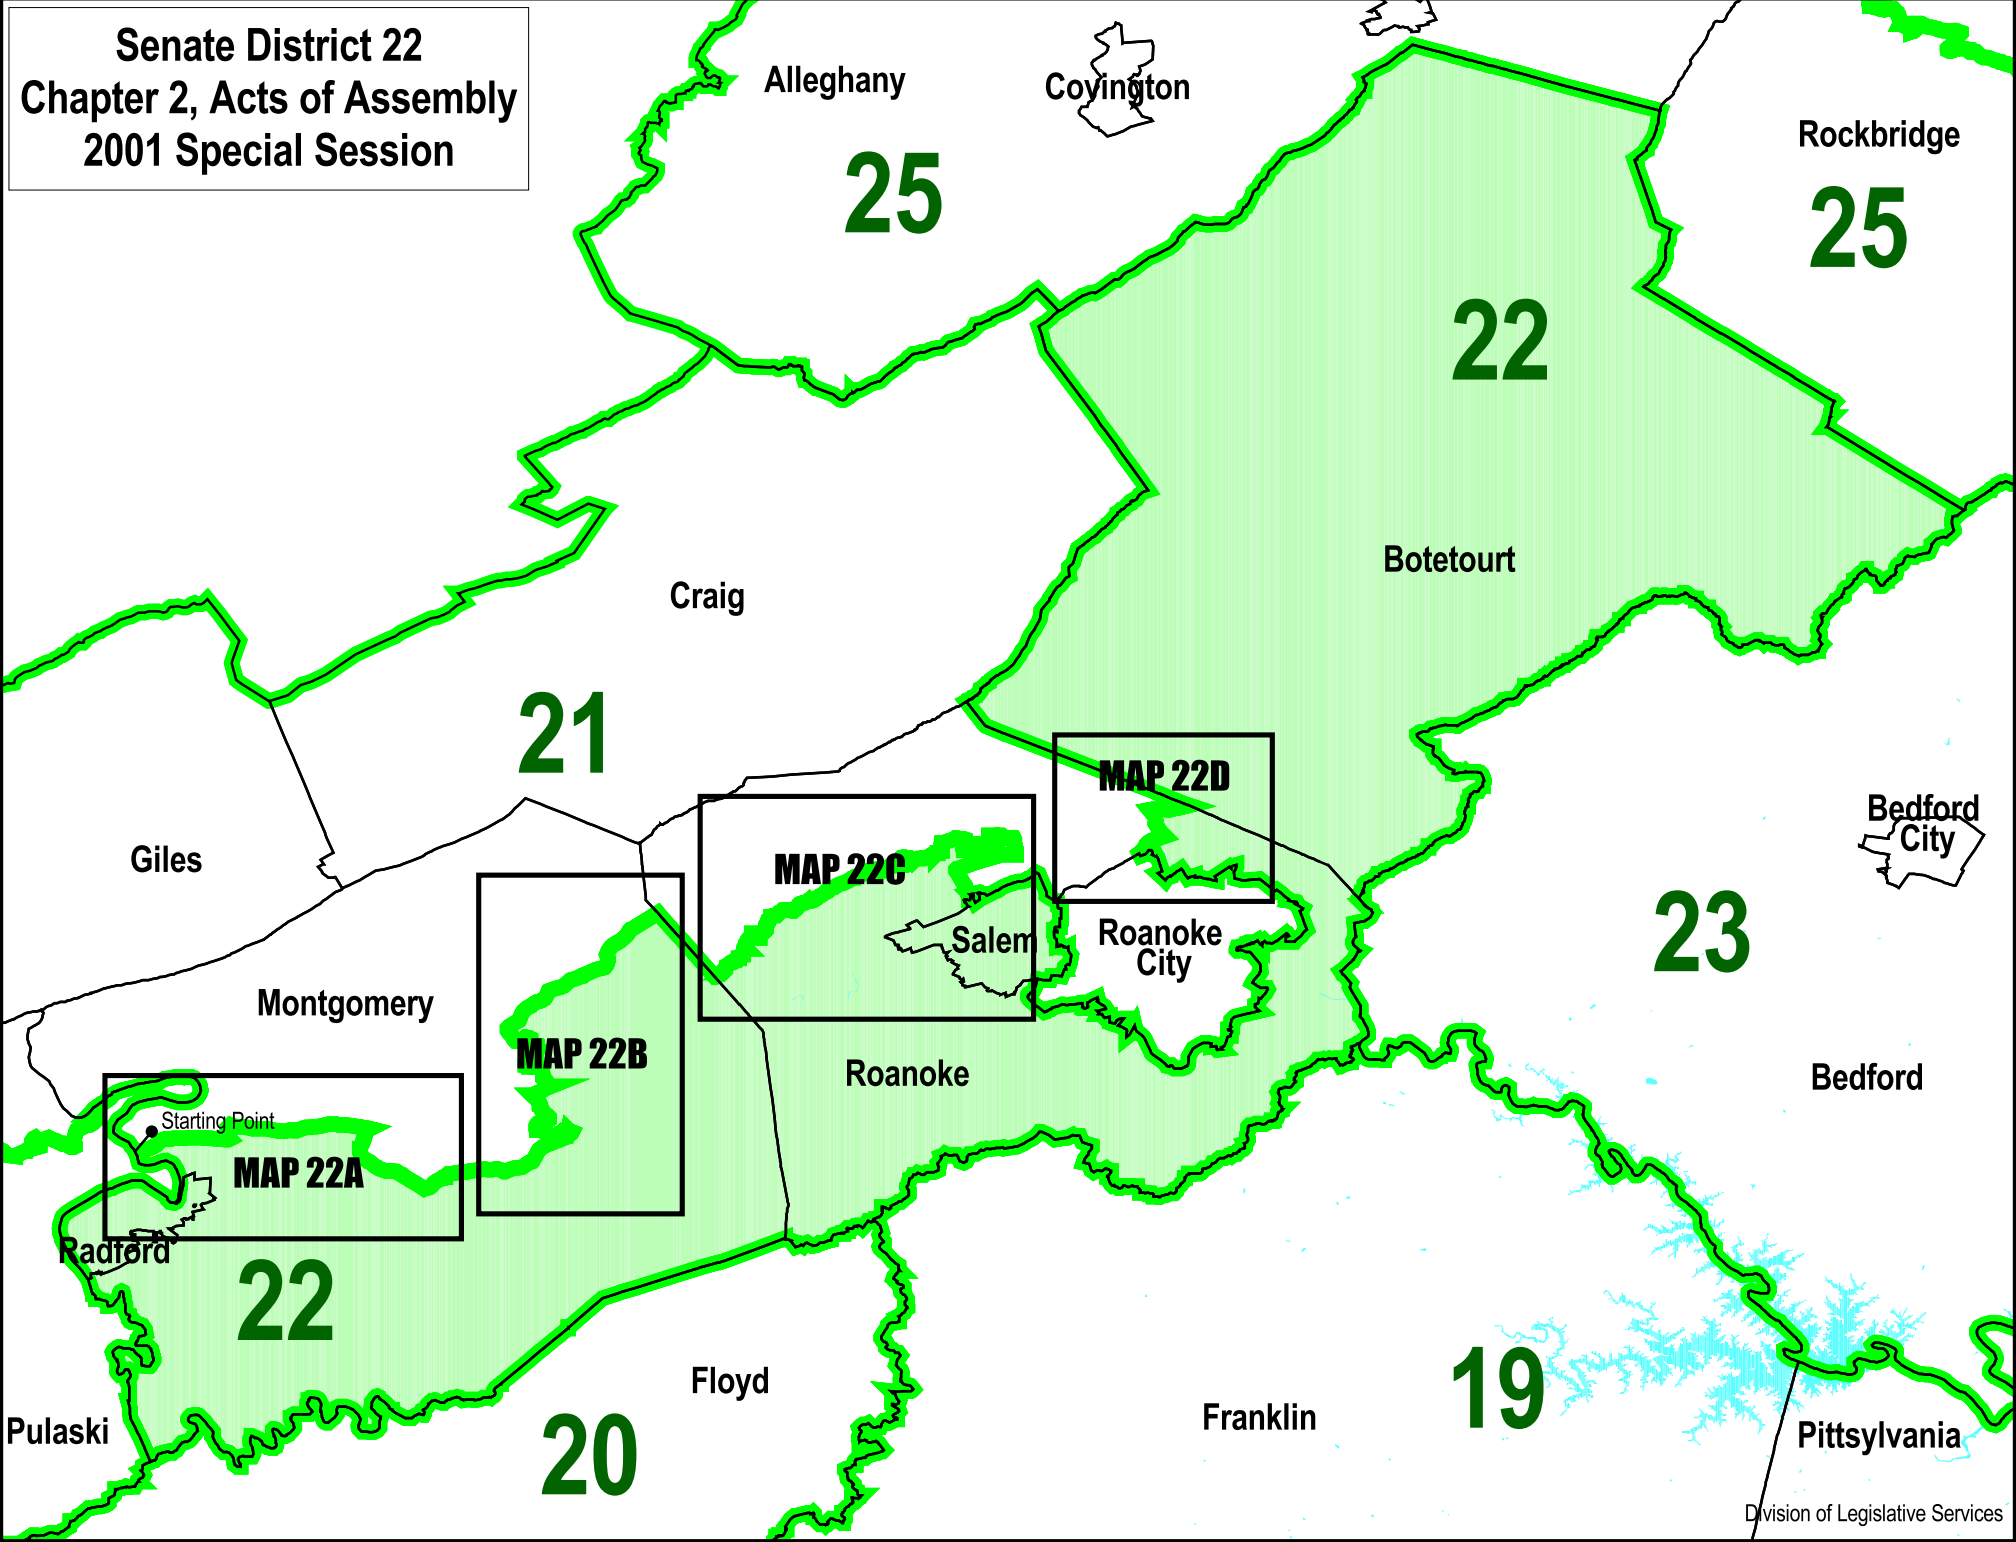 Senate District 22
Chapter 2, Acts of Assembly
2001 Special Session
Alleghany
Covington
Rockbridge
25
25
22
Botetourt
Craig
21
MAP 22D
Bedford
City
Giles
MAP 22C
23
Salem
Roanoke
City
Montgomery
MAP 22B
Roanoke
Bedford
Starting Point
MAP 22A
Radford
22
Floyd
19
Franklin
Pulaski
20
Pittsylvania
Division of Legislative Services